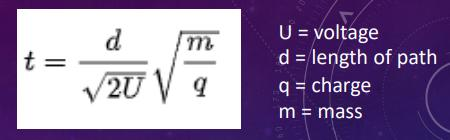 t = d/√2U √m/q
U = voltage
d = length of path
q = charge
m = mass